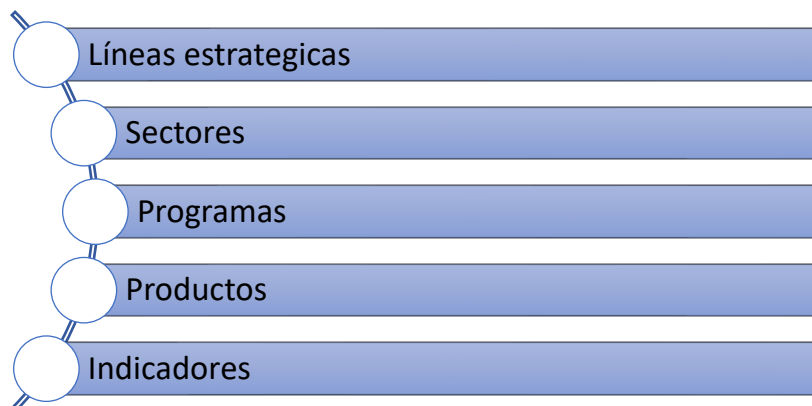 Líneas estrategicas
Sectores
Programas
Productos
Indicadores